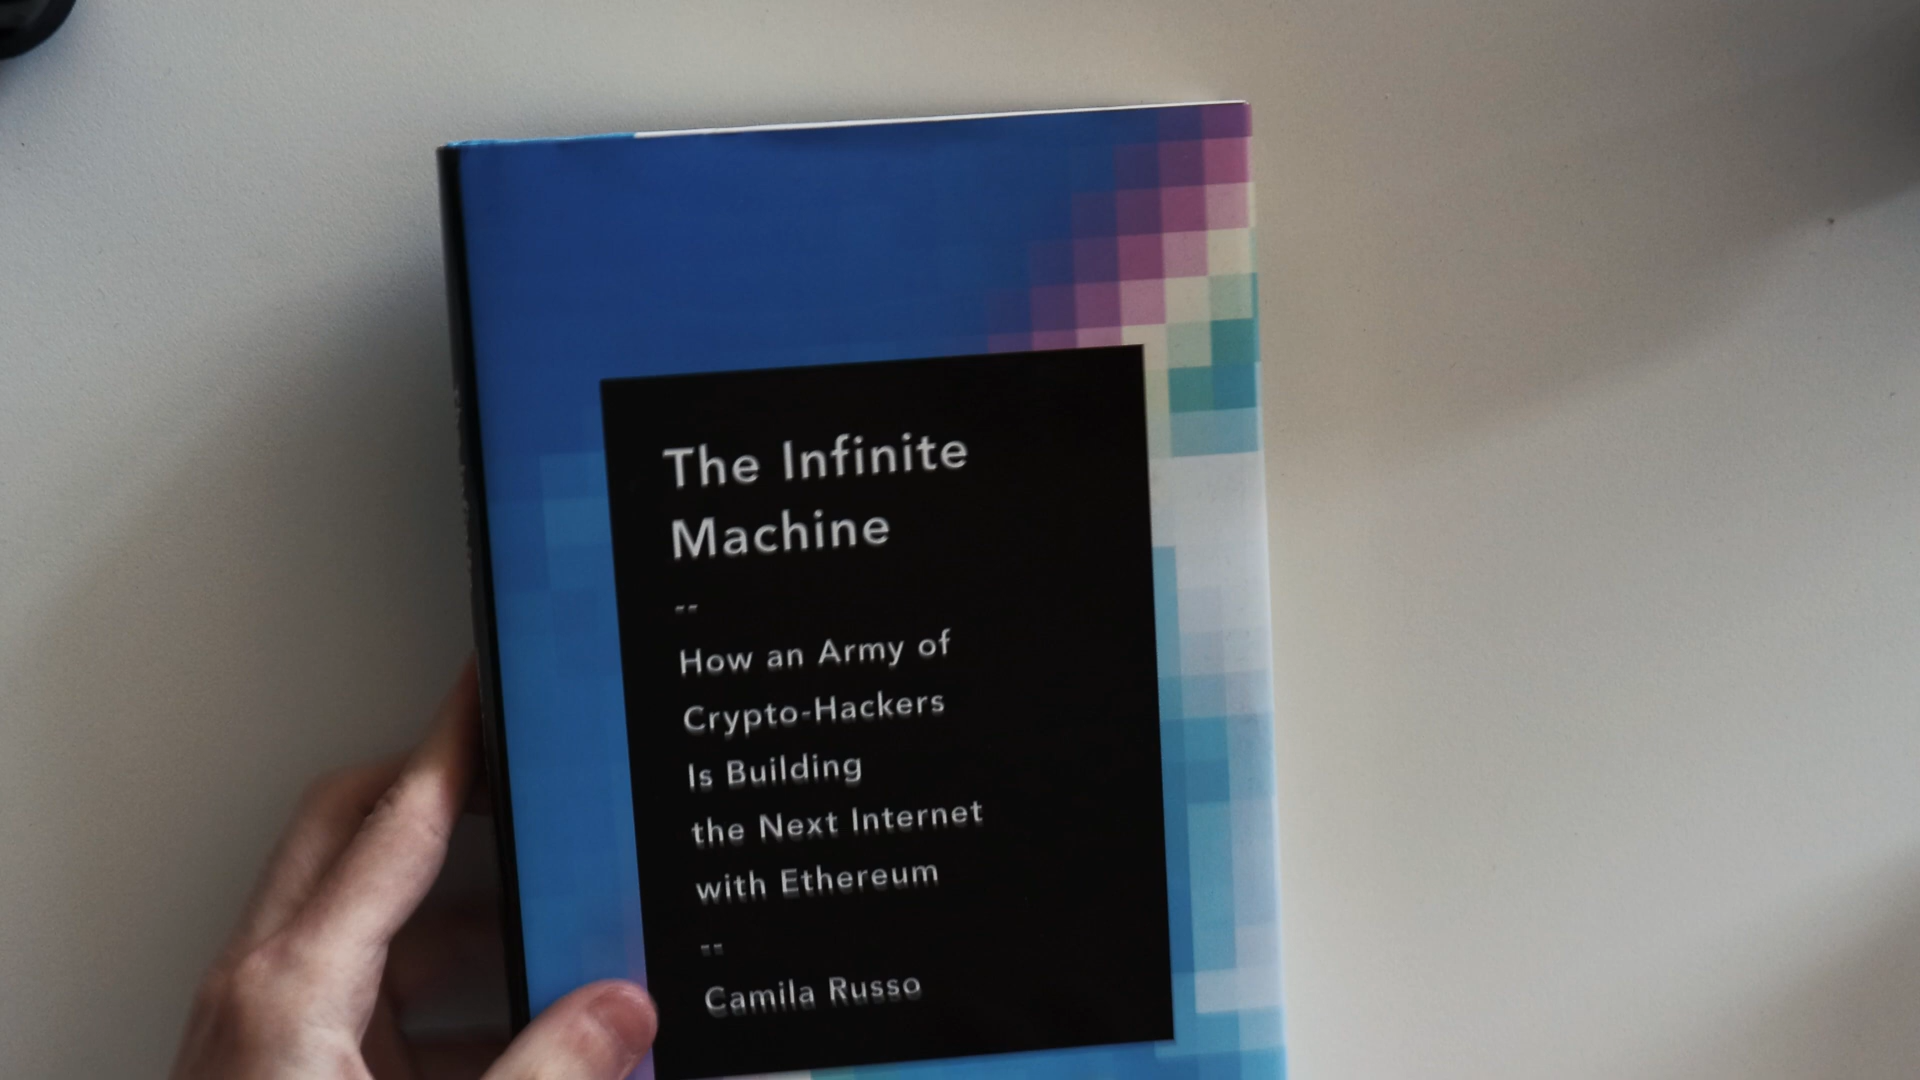 The Infinite
Machine
--
How an Army of
Crypto-Hackers
Is Building
the Next Internet
with Ethereum
--
Camila Russo